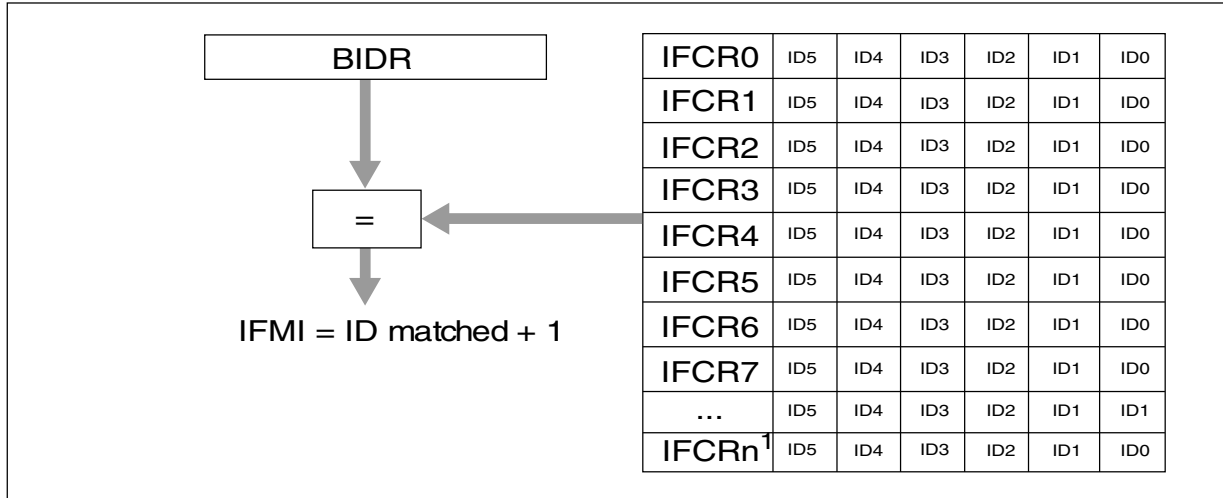 BIDR
=
IFMI = ID matched + 1
IFCR0 ID5 ID4 ID3 ID2 ID1 ID0
IFCR1 ID5 ID4 ID3 ID2 ID1 ID0
IFCR2 ID5 ID4 ID3 ID2 ID1 ID0
IFCR3 ID5 ID4 ID3 ID2 ID1 ID0
IFCR4 ID5 ID4 ID3 ID2 ID1 ID0
IFCR5 ID5 ID4 ID3 ID2 ID1 ID0
IFCR6 ID5 ID4 ID3 ID2 ID1 ID0
IFCR7 ID5 ID4 ID3 ID2 ID1 ID0
... ID5 ID4 ID3 ID2 ID1 ID1
IFCRn¹ ID5 ID4 ID3 ID2 ID1 ID0